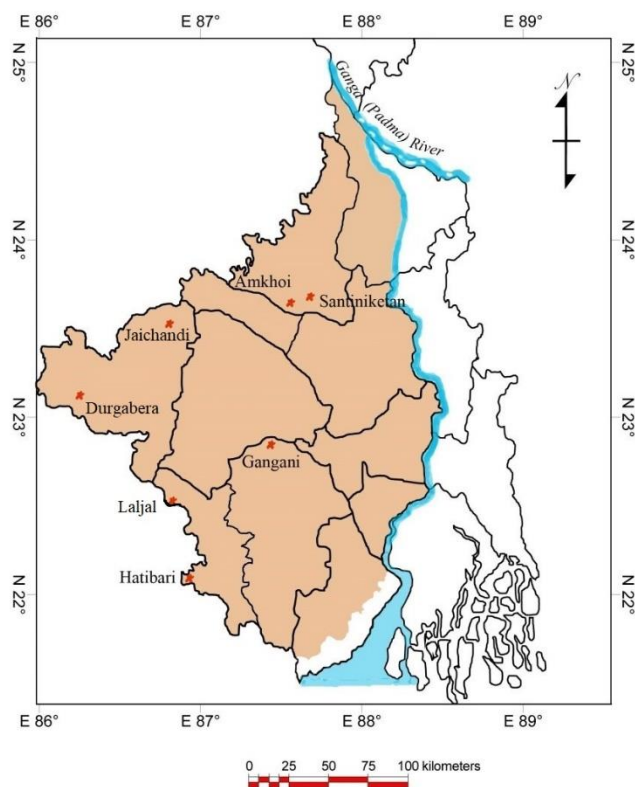 E 86° E 87° E 88° E 89°
N 25°
N 25°
Ganga (Padma) River
N
N 24°
N 24°
Amkhoi
Santiniketan
Jaichandi
Durgabera
N 23°
N 23°
Gangani
Laljal
Hatibari
N 22°
N 22°
E 86° E 87° E 88° E 89°
0 25 50 75 100 kilometers